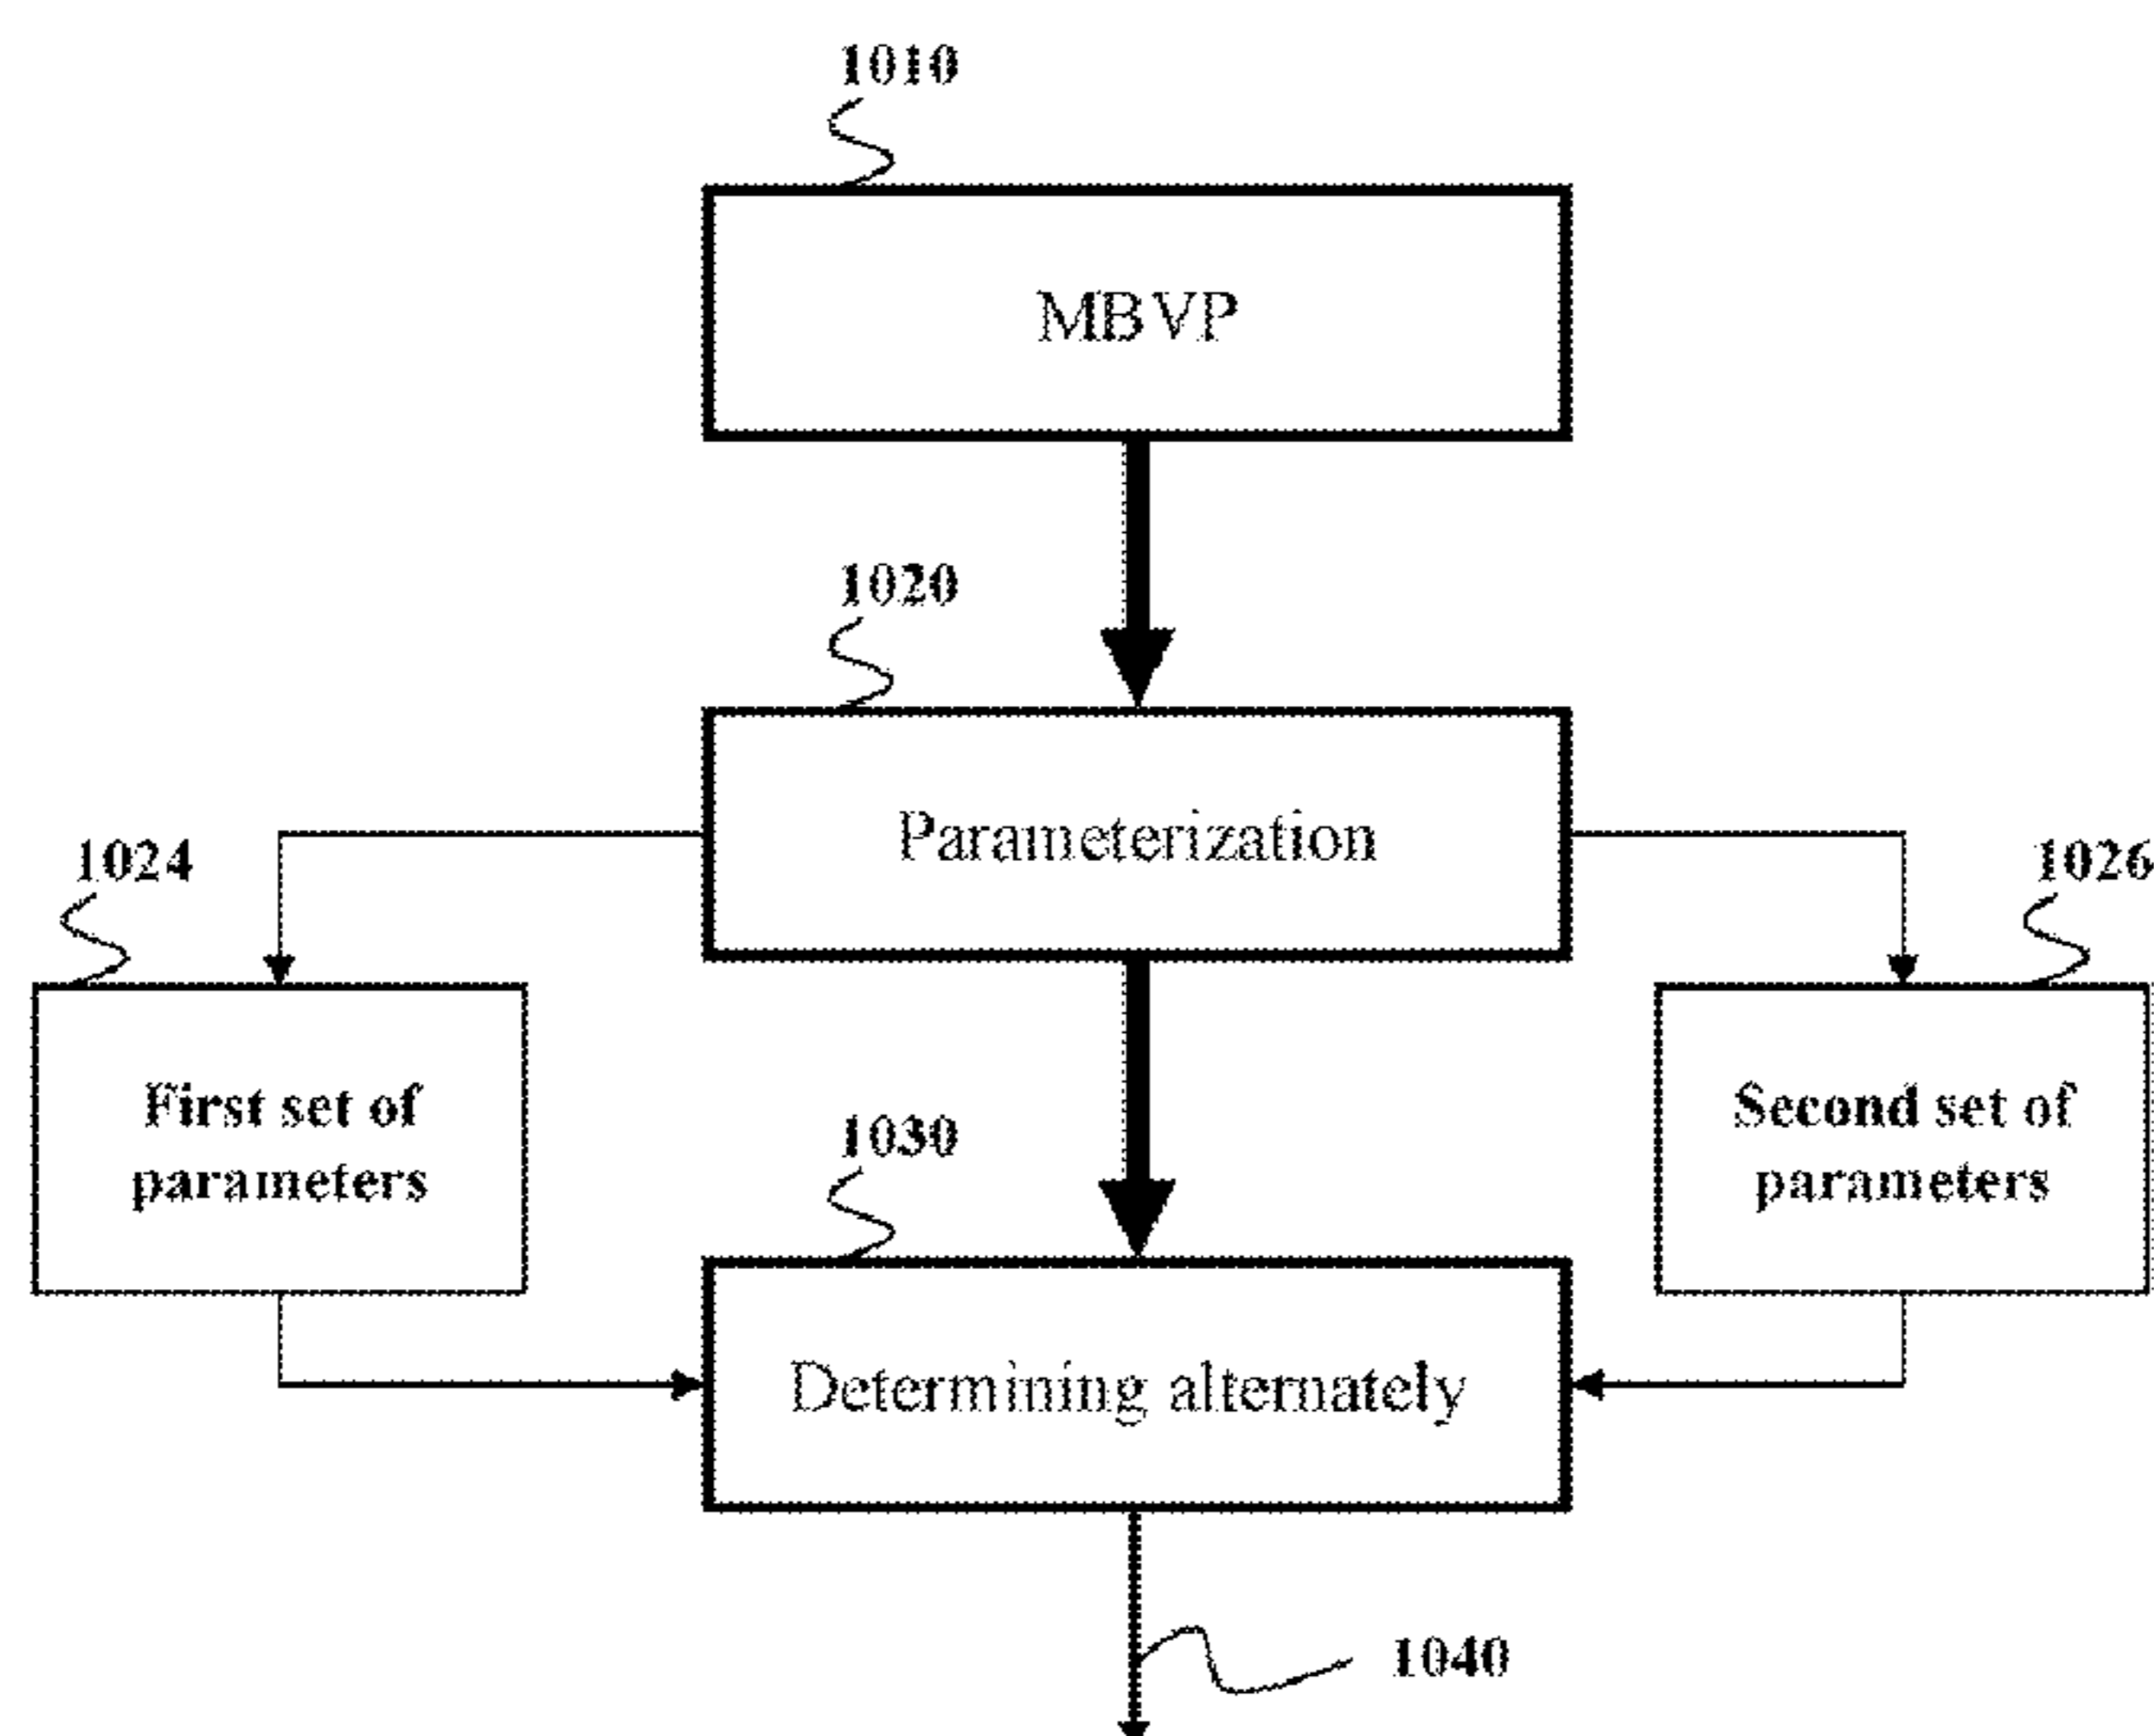 1010
MBVP
1020
Parameterization
1024
1026
First set of
parameters
Second set of
parameters
1030
Determining alternately
1040